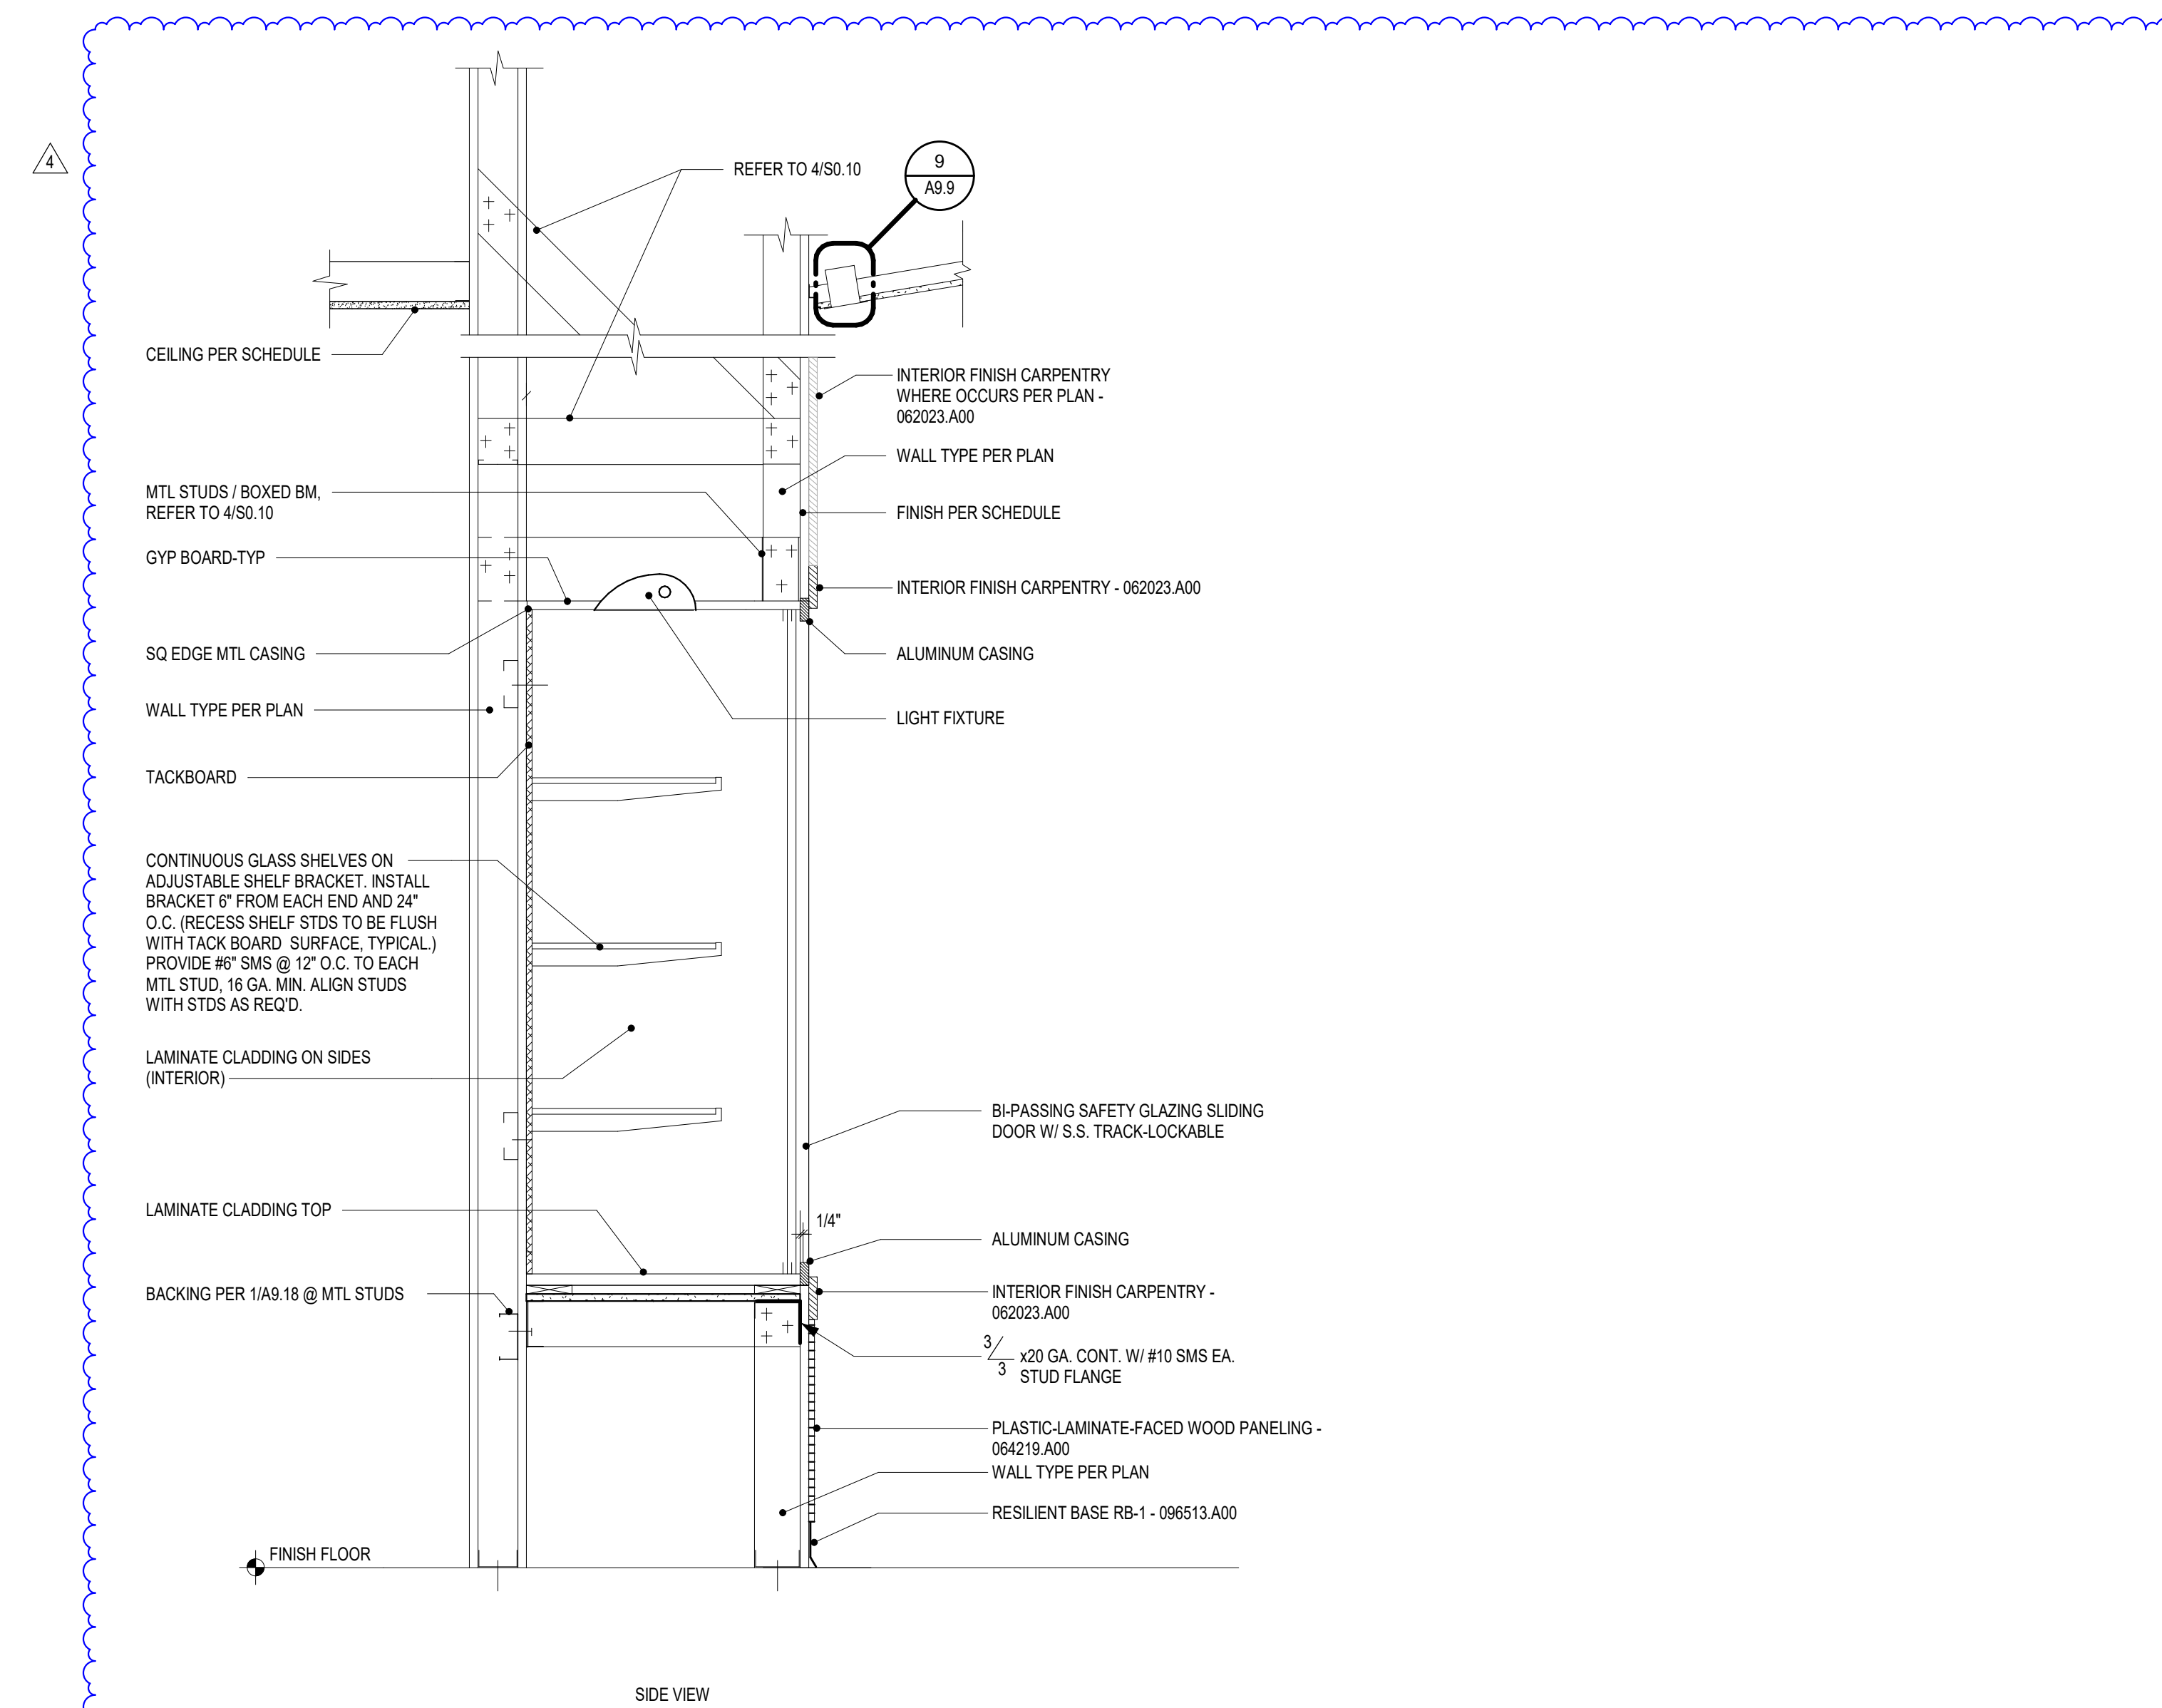 4
REFER TO 4/S0.10
9
A9.9
CEILING PER SCHEDULE
INTERIOR FINISH CARPENTRY
WHERE OCCURS PER PLAN -
062023.A00
WALL TYPE PER PLAN
MTL STUDS / BOXED BM,
REFER TO 4/S0.10
FINISH PER SCHEDULE
GYP BOARD-TYP
INTERIOR FINISH CARPENTRY - 062023.A00
SQ EDGE MTL CASING
ALUMINUM CASING
WALL TYPE PER PLAN
LIGHT FIXTURE
TACKBOARD
CONTINUOUS GLASS SHELVES ON
ADJUSTABLE SHELF BRACKET. INSTALL
BRACKET 6" FROM EACH END AND 24"
O.C. (RECESS SHELF STDS TO BE FLUSH
WITH TACK BOARD SURFACE, TYPICAL.)
PROVIDE #6" SMS @ 12" O.C. TO EACH
MTL STUD, 16 GA. MIN. ALIGN STUDS
WITH STDS AS REQ'D.
LAMINATE CLADDING ON SIDES
(INTERIOR)
BI-PASSING SAFETY GLAZING SLIDING
DOOR W/ S.S. TRACK-LOCKABLE
LAMINATE CLADDING TOP
1/4"
ALUMINUM CASING
BACKING PER 1/A9.18 @ MTL STUDS
INTERIOR FINISH CARPENTRY -
062023.A00
3/3 x20 GA. CONT. W/ #10 SMS EA.
STUD FLANGE
PLASTIC-LAMINATE-FACED WOOD PANELING -
064219.A00
WALL TYPE PER PLAN
RESILIENT BASE RB-1 - 096513.A00
FINISH FLOOR
SIDE VIEW